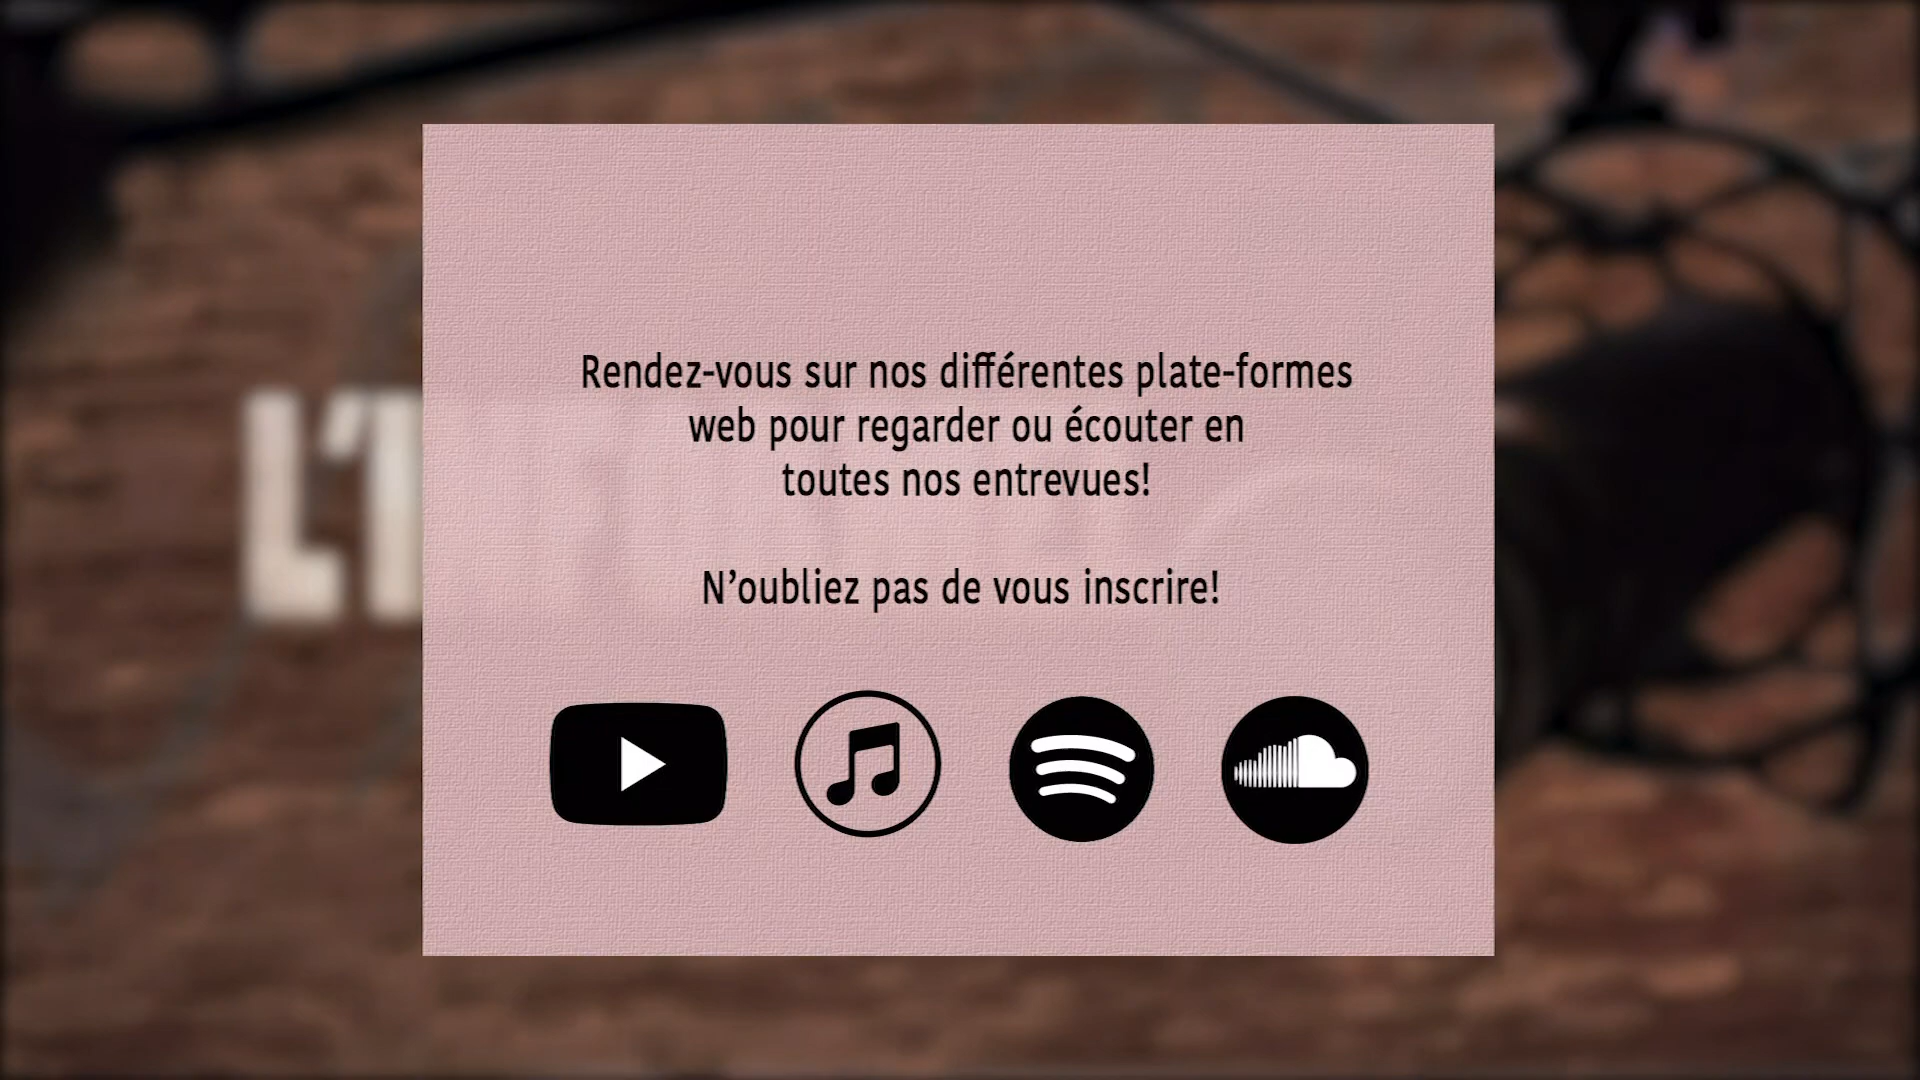 Rendez-vous sur nos différentes plate-formes
web pour regarder ou écouter en
toutes nos entrevues!
N’oubliez pas de vous inscrire!